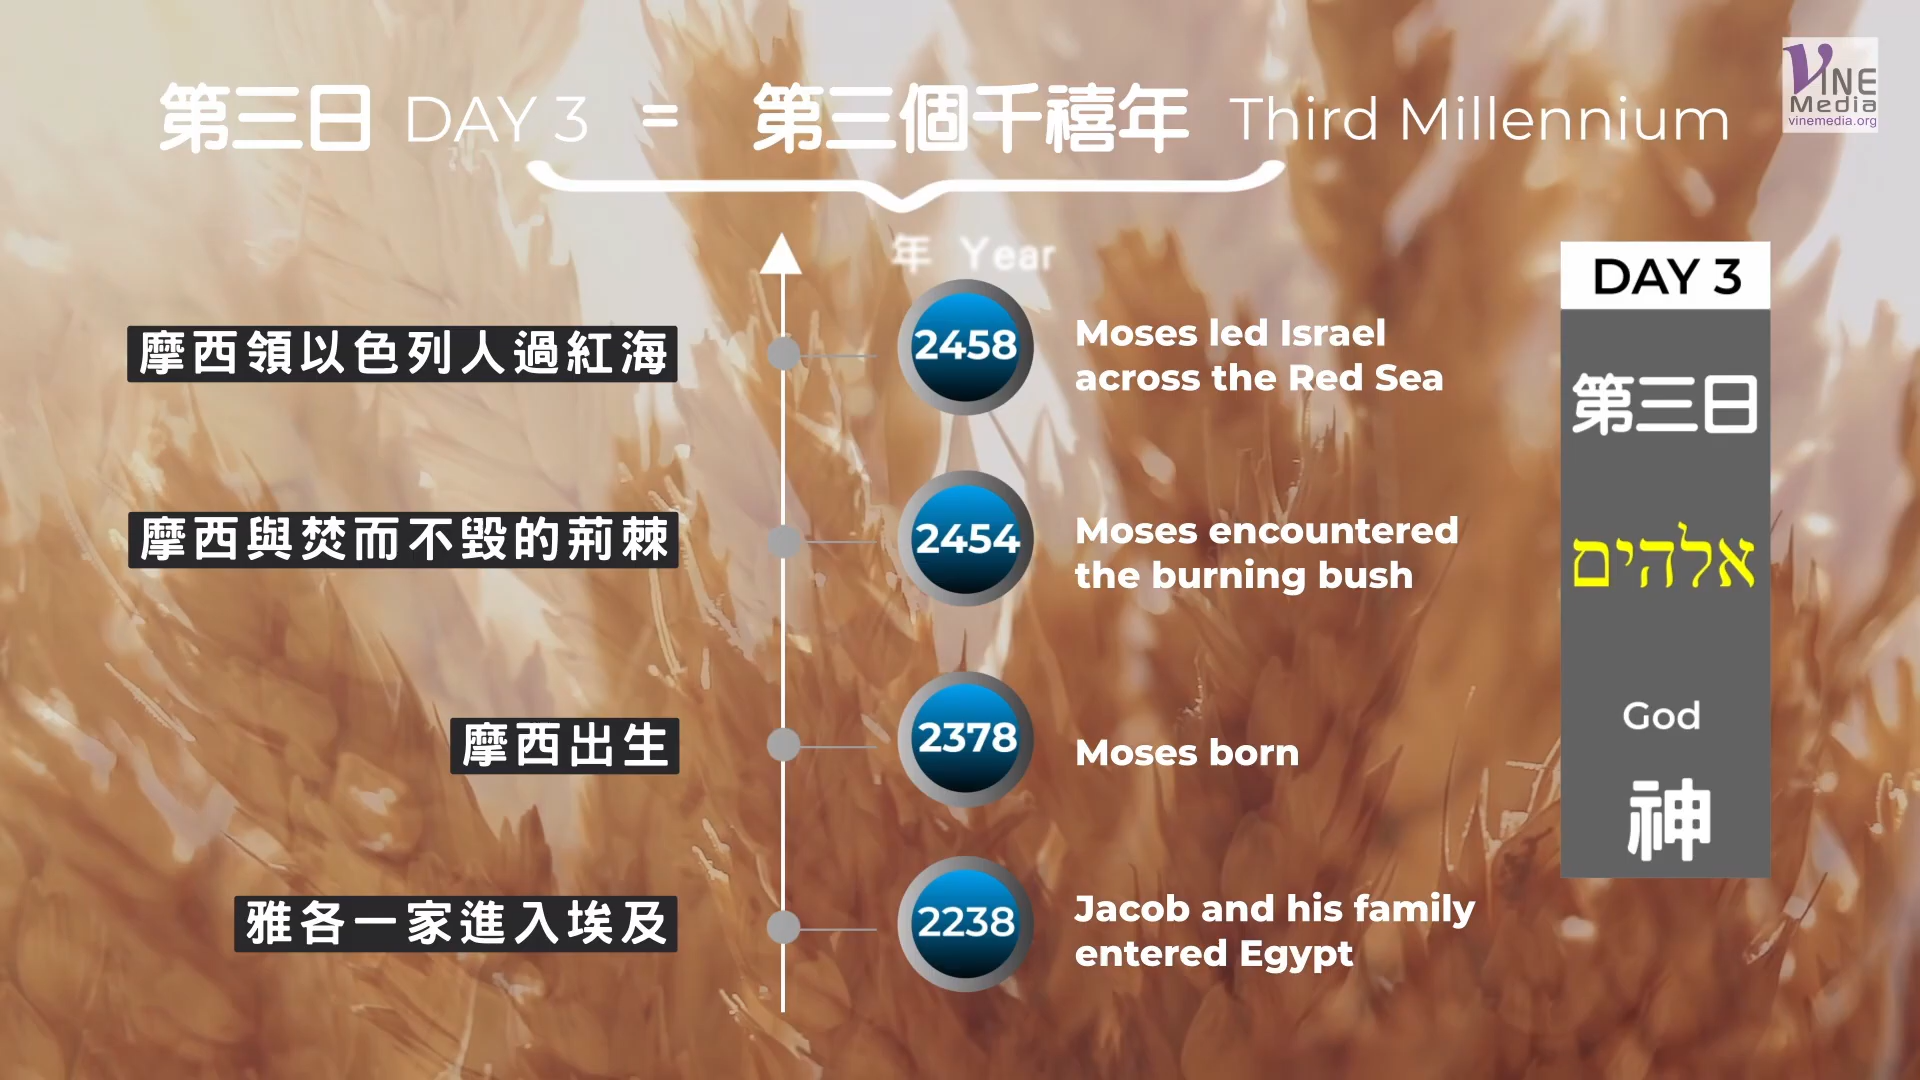 第三日 DAY 3 = 第三個千禧年 Third Millennium
VINE
Media
vinemedia.org
年 Year
摩西領以色列人過紅海
2458
Moses led Israel
across the Red Sea
摩西與焚而不毀的荊棘
2454
Moses encountered
the burning bush
摩西出生
2378
Moses born
雅各一家進入埃及
2238
Jacob and his family
entered Egypt
DAY 3
第三日
אלהים
God
神